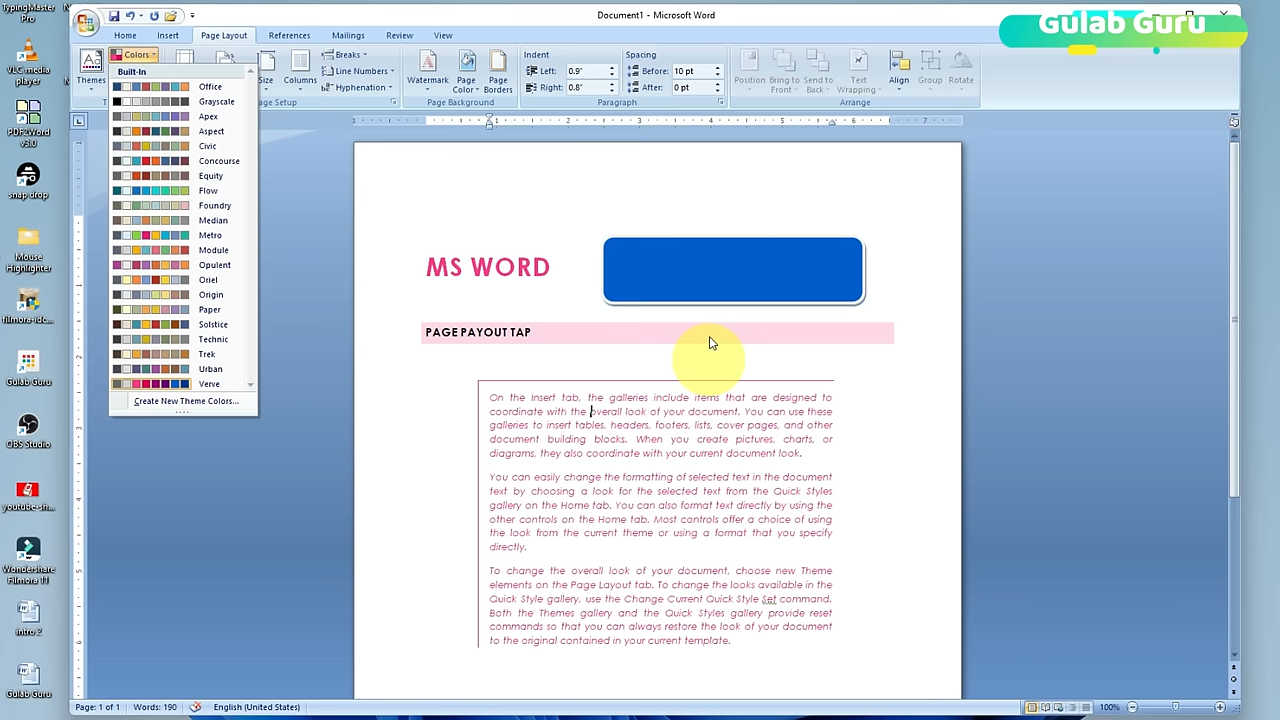 TypingMaster
Pro
VLC media
player
PDF2Word
v3.0
snap drop
Mouse
Highlighter
filmora-idc...
Gulab Guru
OBS Studio
youtube-sh...
Wondershare
Filmora 11
intro 2
Gulab Guru
Document1 - Microsoft Word
Gulab Guru
Home
Insert
Page Layout
References
Mailings
Review
View
Themes
Colors
Size
Columns
Breaks
Line Numbers
Hyphenation
Page Setup
Watermark
Page
Color
Page
Borders
Page Background
Indent
Left: 0.9"
Right: 0.8"
Spacing
Before: 10 pt
After: 0 pt
Paragraph
Position
Bring to
Front
Send to
Back
Text
Wrapping
Align
Group
Rotate
Arrange
Built-In
Office
Grayscale
Apex
Aspect
Civic
Concourse
Equity
Flow
Foundry
Median
Metro
Module
Opulent
Oriel
Origin
Paper
Solstice
Technic
Trek
Urban
Verve
Create New Theme Colors...
MS WORD
PAGE PAYOUT TAP
On the Insert tab, the galleries include items that are designed to
coordinate with the overall look of your document. You can use these
galleries to insert tables, headers, footers, lists, cover pages, and other
document building blocks. When you create pictures, charts, or
diagrams, they also coordinate with your current document look.
You can easily change the formatting of selected text in the document
text by choosing a look for the selected text from the Quick Styles
gallery on the Home tab. You can also format text directly by using the
other controls on the Home tab. Most controls offer a choice of using
the look from the current theme or using a format that you specify
directly.
To change the overall look of your document, choose new Theme
elements on the Page Layout tab. To change the looks available in the
Quick Style gallery, use the Change Current Quick Style Set command.
Both the Themes gallery and the Quick Styles gallery provide reset
commands so that you can always restore the look of your document
to the original contained in your current template.
Page: 1 of 1
Words: 190
English (United States)
100%